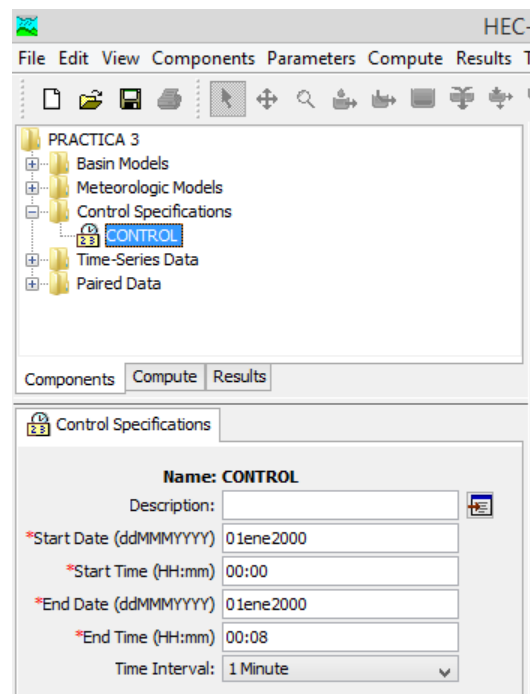 HEC-
File Edit View Components Parameters Compute Results T
PRACTICA 3
Basin Models
Meteorologic Models
Control Specifications
CONTROL
Time-Series Data
Paired Data
Components Compute Results
Control Specifications
Name: CONTROL
Description:
*Start Date (ddMMMYYYY) 01ene2000
*Start Time (HH:mm) 00:00
*End Date (ddMMMYYYY) 01ene2000
*End Time (HH:mm) 00:08
Time Interval: 1 Minute